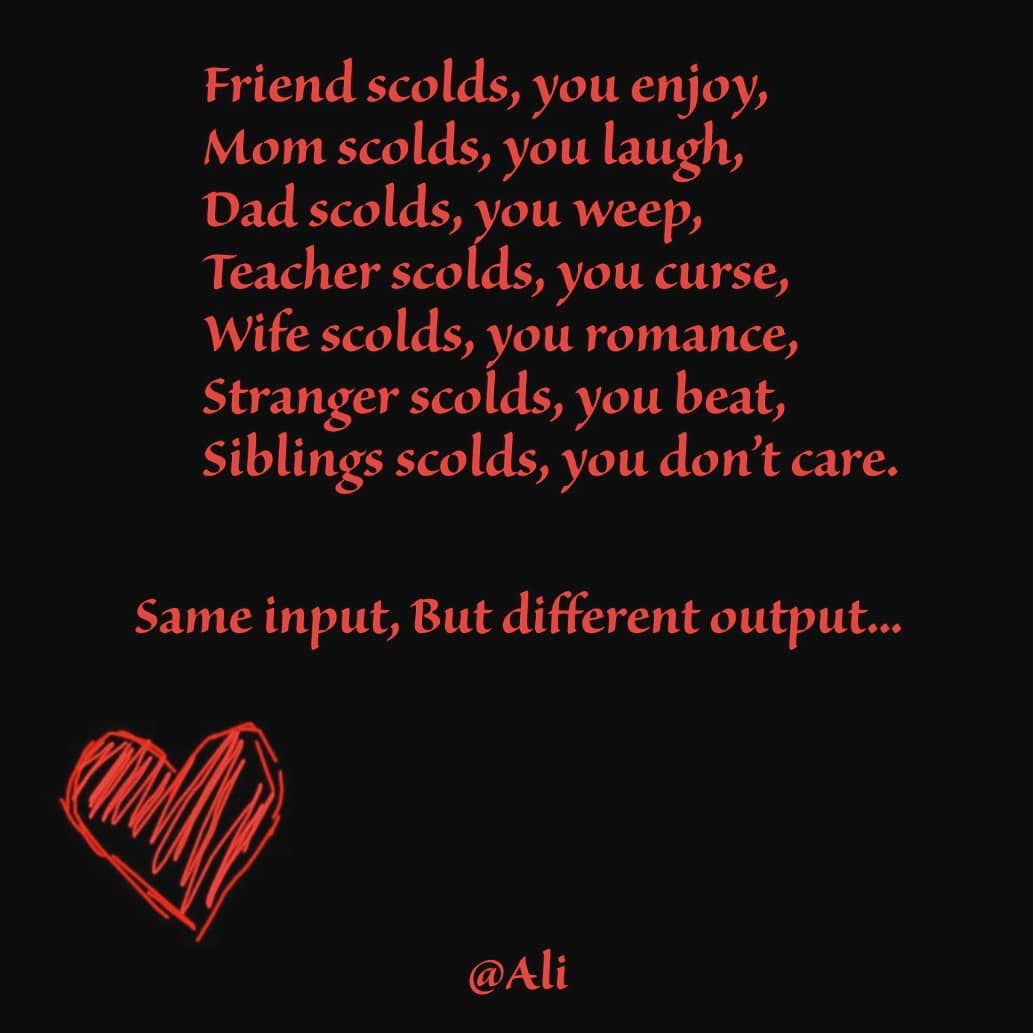 Friend scolds, you enjoy,
Mom scolds, you laugh,
Dad scolds, you weep,
Teacher scolds, you curse,
Wife scolds, you romance,
Stranger scolds, you beat,
Siblings scolds, you don’t care.
Same input, But different output...
@Ali